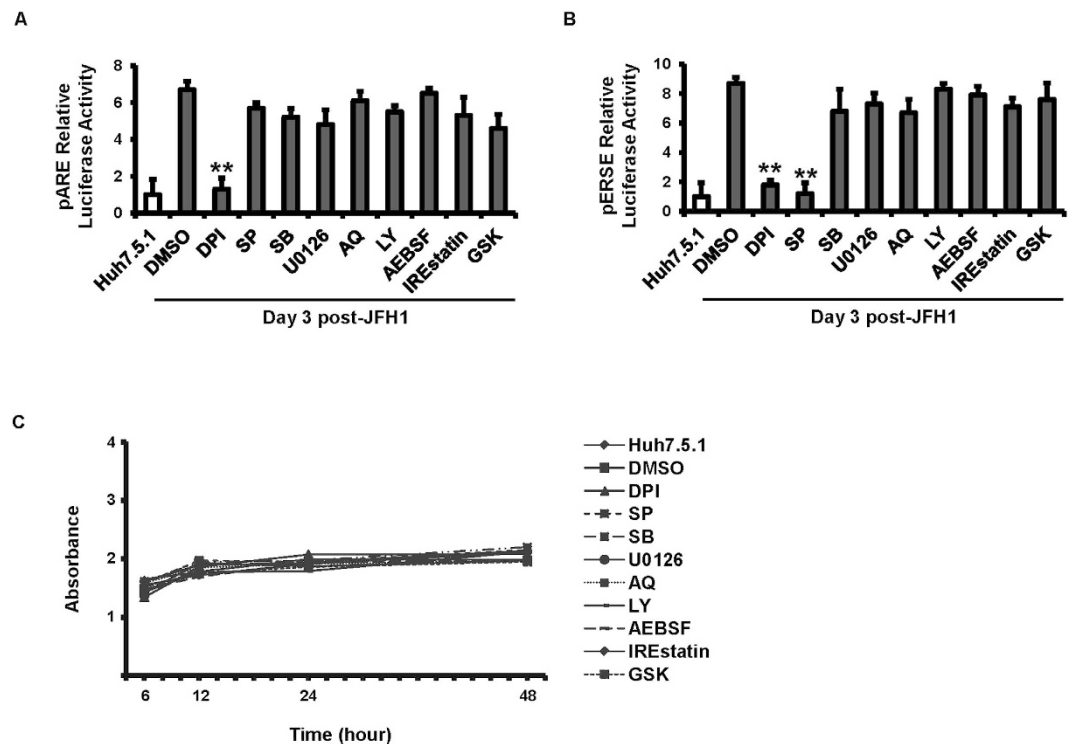 A
pARE Relative
Luciferase Activity
8
6
4
2
0
**
Huh7.5.1
DMSO
DPI
SP
SB
U0126
AQ
LY
AEBSF
IREstatin
GSK
Day 3 post-JFH1
B
pERSE Relative
Luciferase Activity
10
8
6
4
2
0
**
**
Huh7.5.1
DMSO
DPI
SP
SB
U0126
AQ
LY
AEBSF
IREstatin
GSK
Day 3 post-JFH1
C
Absorbance
4
3
2
1
6
12
24
48
Time (hour)
Huh7.5.1
DMSO
DPI
SP
SB
U0126
AQ
LY
AEBSF
IREstatin
GSK